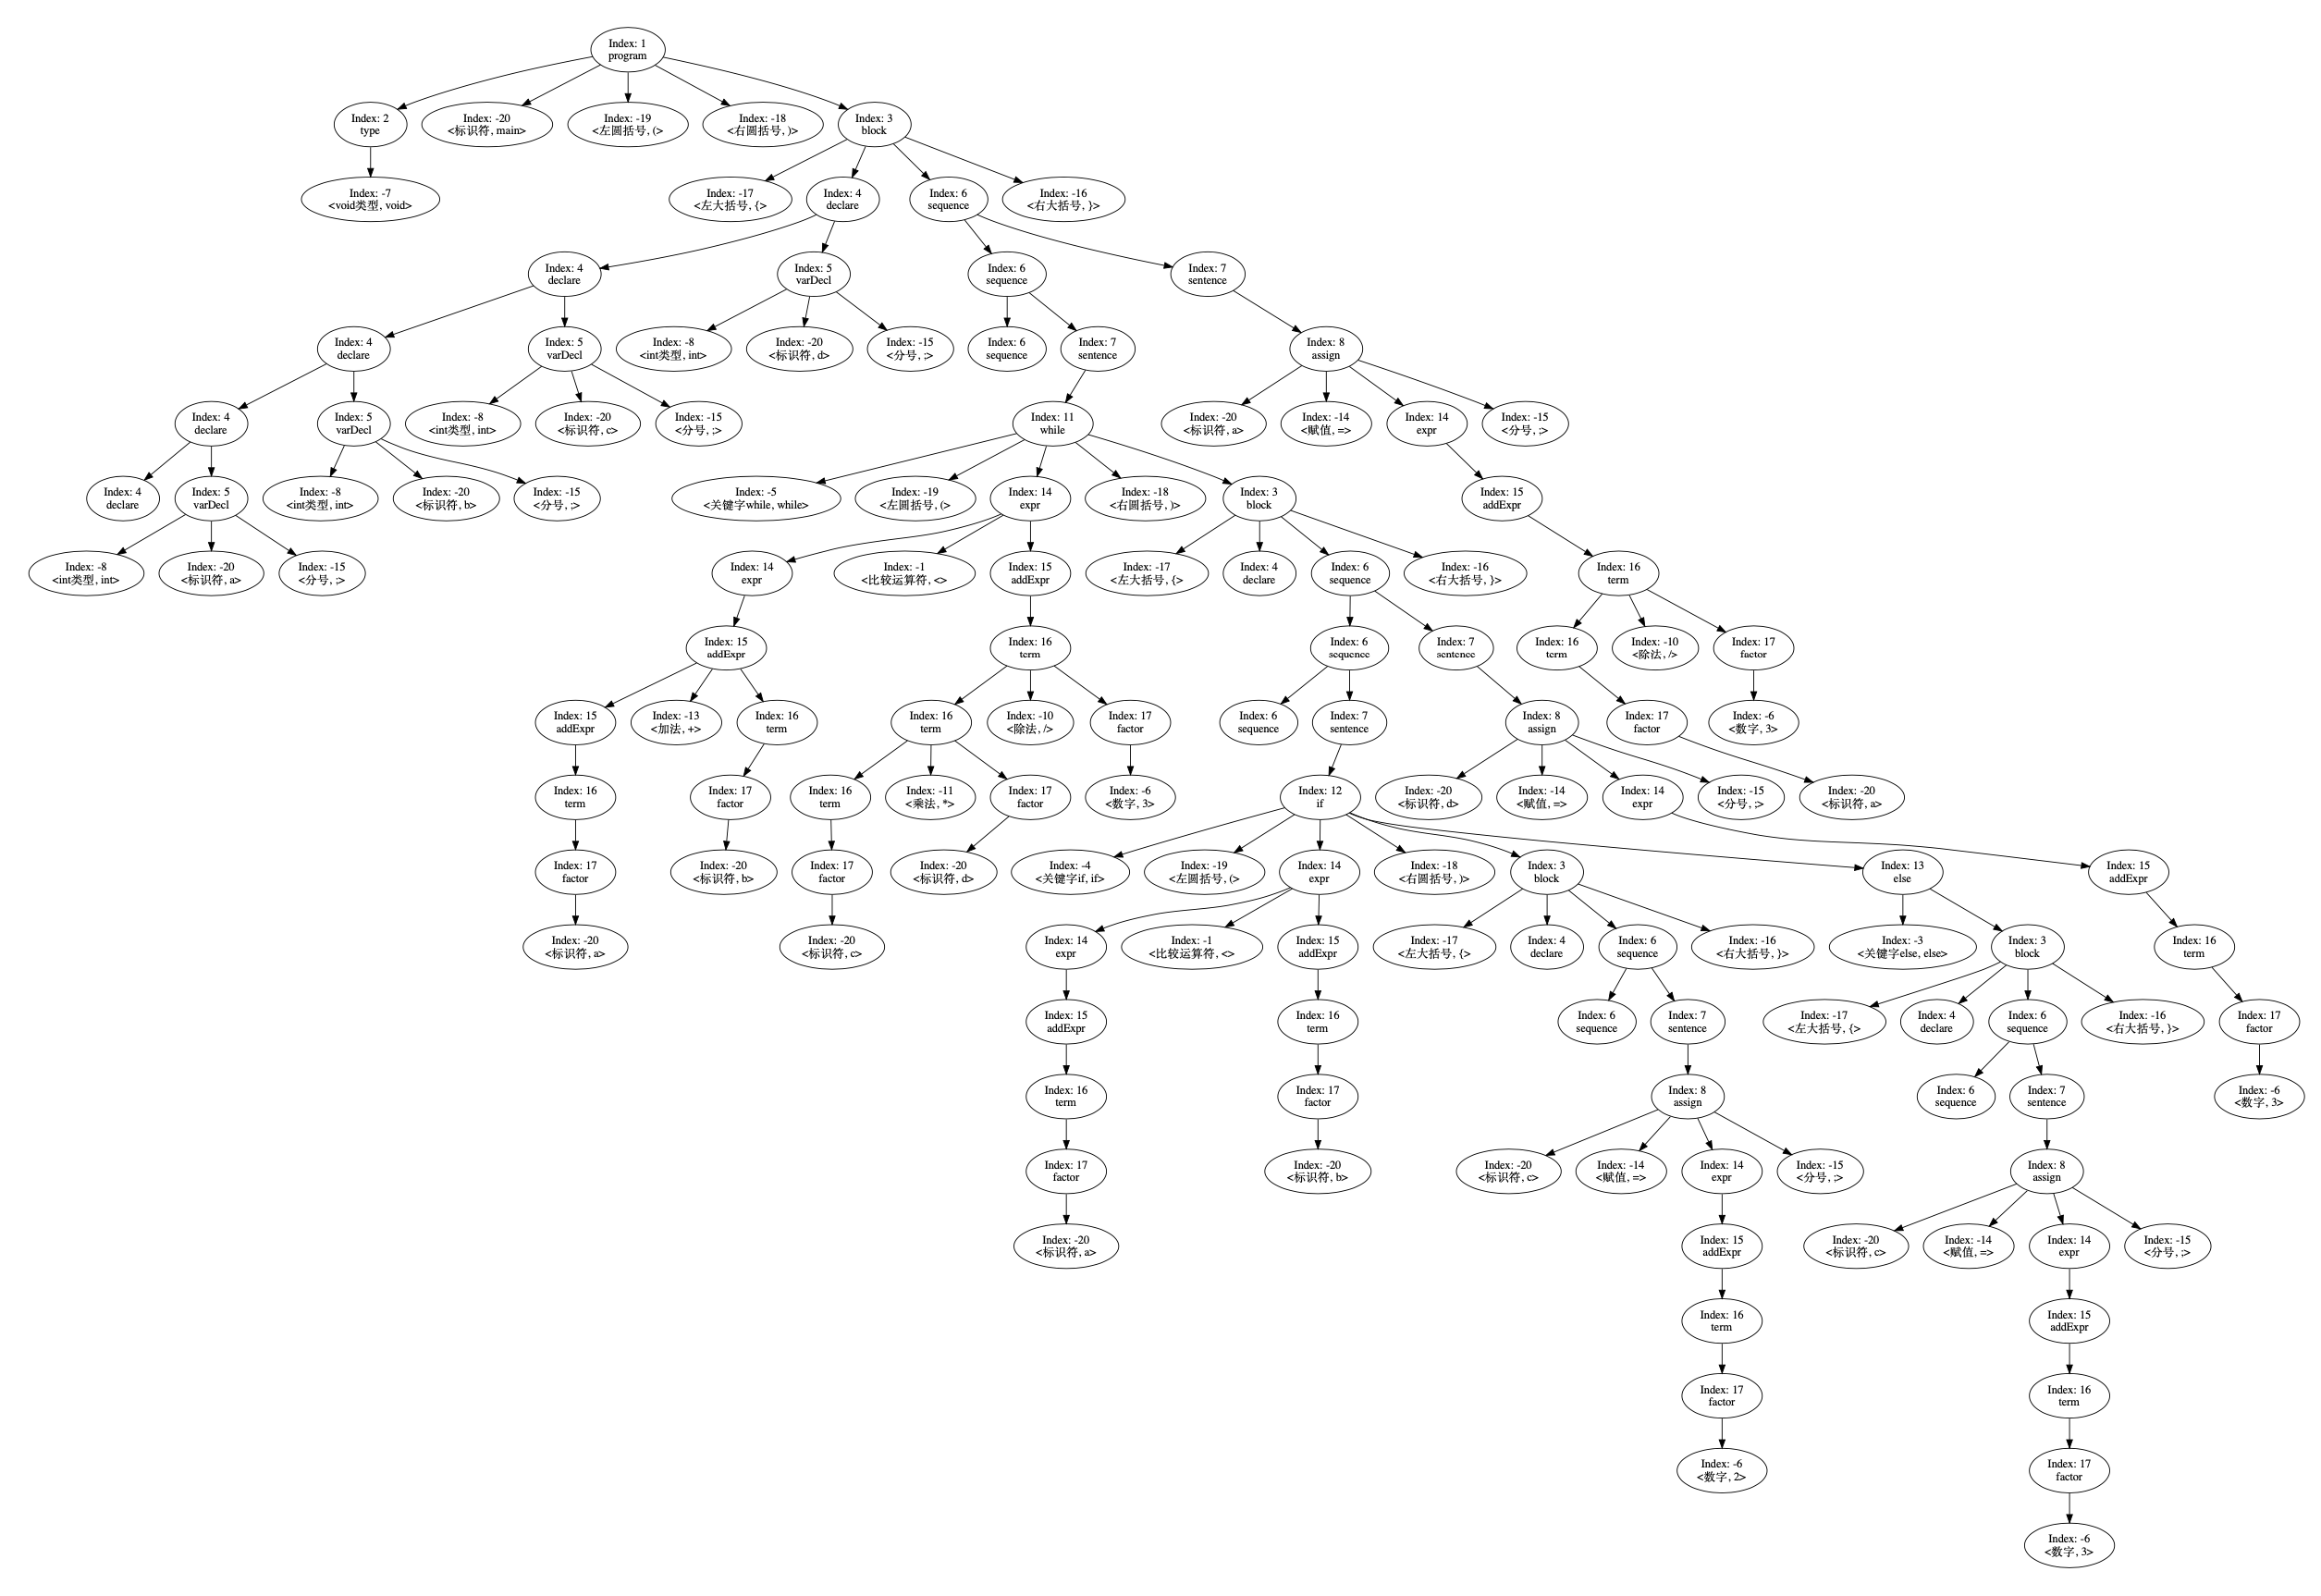 Index: 1
program
Index: 2
type
Index: -20
<标识符, main>
Index: -19
<左圆括号, (>
Index: -18
<右圆括号, )>
Index: 3
block
Index: -7
<void类型, void>
Index: -17
<左大括号, {>
Index: 4
declare
Index: 6
sequence
Index: -16
<右大括号, }>
Index: 4
declare
Index: 5
varDecl
Index: 6
sequence
Index: 7
sentence
Index: 4
declare
Index: 5
varDecl
Index: -8
<int类型, int>
Index: -20
<标识符, d>
Index: -15
<分号, ;>
Index: 6
sequence
Index: 7
sentence
Index: 8
assign
Index: 4
declare
Index: 5
varDecl
Index: -8
<int类型, int>
Index: -20
<标识符, c>
Index: -15
<分号, ;>
Index: 11
while
Index: -20
<标识符, a>
Index: -14
<赋值, =>
Index: 14
expr
Index: -15
<分号, ;>
Index: 4
declare
Index: 5
varDecl
Index: -8
<int类型, int>
Index: -20
<标识符, b>
Index: -15
<分号, ;>
Index: -5
<关键字while, while>
Index: -19
<左圆括号, (>
Index: 14
expr
Index: -18
<右圆括号, )>
Index: 3
block
Index: 15
addExpr
Index: -8
<int类型, int>
Index: -20
<标识符, a>
Index: -15
<分号, ;>
Index: 14
expr
Index: -1
<比较运算符, <>
Index: 15
addExpr
Index: -17
<左大括号, {>
Index: 4
declare
Index: 6
sequence
Index: -16
<右大括号, }>
Index: 16
term
Index: 15
addExpr
Index: 16
term
Index: 6
sequence
Index: 7
sentence
Index: 16
term
Index: -10
<除法, />
Index: 17
factor
Index: 15
addExpr
Index: -13
<加法, +>
Index: 16
term
Index: 16
term
Index: -10
<除法, />
Index: 17
factor
Index: 6
sequence
Index: 7
sentence
Index: 8
assign
Index: 17
factor
Index: -6
<数字, 3>
Index: 16
term
Index: 17
factor
Index: 16
term
Index: -11
<乘法, *>
Index: 17
factor
Index: -6
<数字, 3>
Index: 12
if
Index: -20
<标识符, d>
Index: -14
<赋值, =>
Index: 14
expr
Index: -15
<分号, ;>
Index: -20
<标识符, a>
Index: 17
factor
Index: -20
<标识符, b>
Index: 17
factor
Index: -20
<标识符, d>
Index: -4
<关键字if, if>
Index: -19
<左圆括号, (>
Index: 14
expr
Index: -18
<右圆括号, )>
Index: 3
block
Index: 13
else
Index: 15
addExpr
Index: -20
<标识符, a>
Index: -20
<标识符, c>
Index: 14
expr
Index: -1
<比较运算符, <>
Index: 15
addExpr
Index: -17
<左大括号, {>
Index: 4
declare
Index: 6
sequence
Index: -16
<右大括号, }>
Index: -3
<关键字else, else>
Index: 3
block
Index: 16
term
Index: 15
addExpr
Index: 16
term
Index: 6
sequence
Index: 7
sentence
Index: -17
<左大括号, {>
Index: 4
declare
Index: 6
sequence
Index: -16
<右大括号, }>
Index: 17
factor
Index: 16
term
Index: 17
factor
Index: 8
assign
Index: 6
sequence
Index: 7
sentence
Index: -6
<数字, 3>
Index: 17
factor
Index: -20
<标识符, b>
Index: -20
<标识符, c>
Index: -14
<赋值, =>
Index: 14
expr
Index: -15
<分号, ;>
Index: 8
assign
Index: -20
<标识符, a>
Index: 15
addExpr
Index: -20
<标识符, c>
Index: -14
<赋值, =>
Index: 14
expr
Index: -15
<分号, ;>
Index: 16
term
Index: 15
addExpr
Index: 17
factor
Index: 16
term
Index: -6
<数字, 2>
Index: 17
factor
Index: -6
<数字, 3>